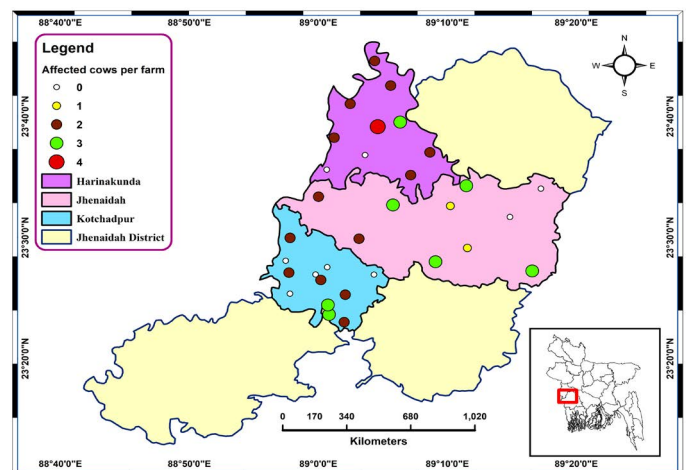 88°40'0"E 88°50'0"E 89°0'0"E 89°10'0"E 89°20'0"E
Legend
Affected cows per farm
0
1
2
3
4
Harinakunda
Jhenaidah
Kotchadpur
Jhenaidah District
N
W E
S
23°40'0"N 23°40'0"N
23°30'0"N 23°30'0"N
23°20'0"N 23°20'0"N
0 170 340 680 1,020
Kilometers
88°40'0"E 88°50'0"E 89°0'0"E 89°10'0"E 89°20'0"E